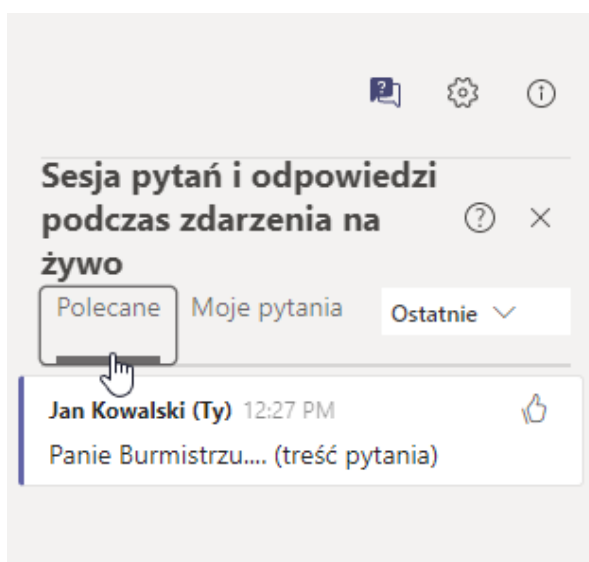 Sesja pytań i odpowiedzi
podczas zdarzenia na
żywo
Polecane Moje pytania Ostatnie
Jan Kowalski (Ty) 12:27 PM
Panie Burmistrzu.... (treść pytania)